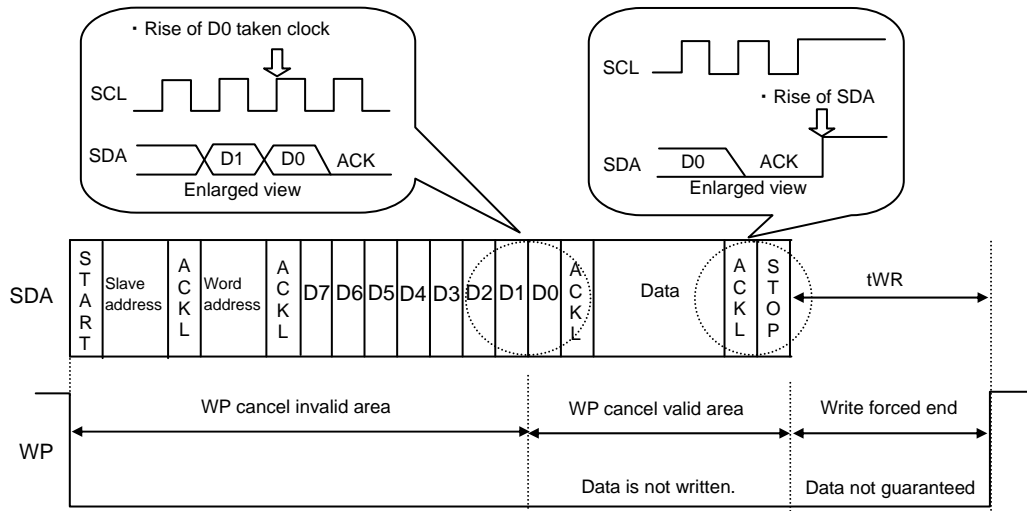 ・Rise of D0 taken clock
SCL
SDA
D1
D0
ACK
Enlarged view
SCL
・Rise of SDA
SDA
D0
ACK
Enlarged view
SDA
START
Slave
address
ACKL
Word
address
ACKL
D7
D6
D5
D4
D3
D2
D1
D0
ACKL
Data
ACKL
STOP
tWR
WP
WP cancel invalid area
WP cancel valid area
Write forced end
Data is not written.
Data not guaranteed